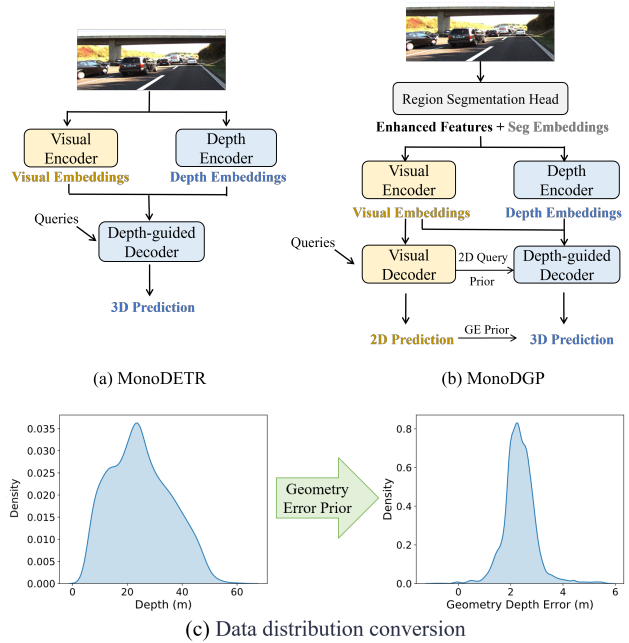 Visual
Encoder
Visual Embeddings
Depth
Encoder
Depth Embeddings
Queries
Depth-guided
Decoder
3D Prediction
(a) MonoDETR
Region Segmentation Head
Enhanced Features + Seg Embeddings
Visual
Encoder
Visual Embeddings
Depth
Encoder
Depth Embeddings
Queries
Visual
Decoder
2D Query
Prior
Depth-guided
Decoder
2D Prediction
GE Prior
3D Prediction
(b) MonoDGP
0.035
0.030
0.025
0.020
0.015
0.010
0.005
0.000
Density
0
20
40
60
Depth (m)
Geometry
Error Prior
0.8
0.6
0.4
0.2
0.0
Density
0
2
4
6
Geometry Depth Error (m)
(c) Data distribution conversion